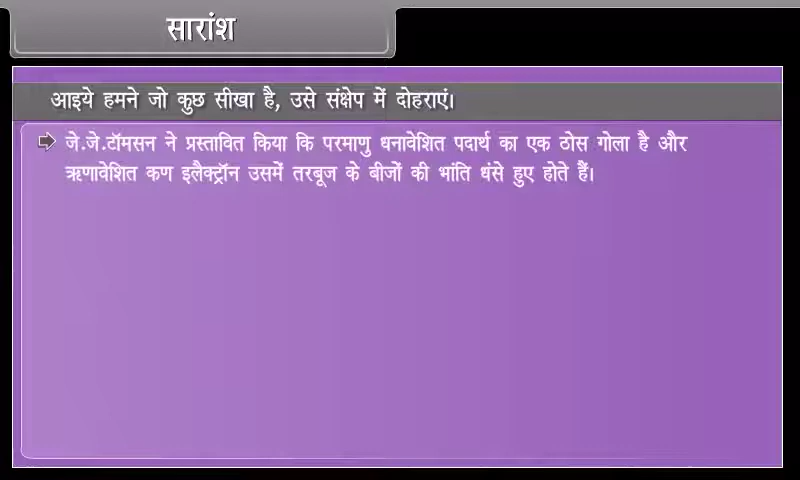 सारांश
आइये हमने जो कुछ सीखा है, उसे संक्षेप में दोहराएं।
जे.जे.टॉमसन ने प्रस्तावित किया कि परमाणु धनावेशित पदार्थ का एक ठोस गोला है और
ऋणावेशित कण इलैक्ट्रॉन उसमें तरबूज के बीजों की भांति धंसे हुए होते हैं।